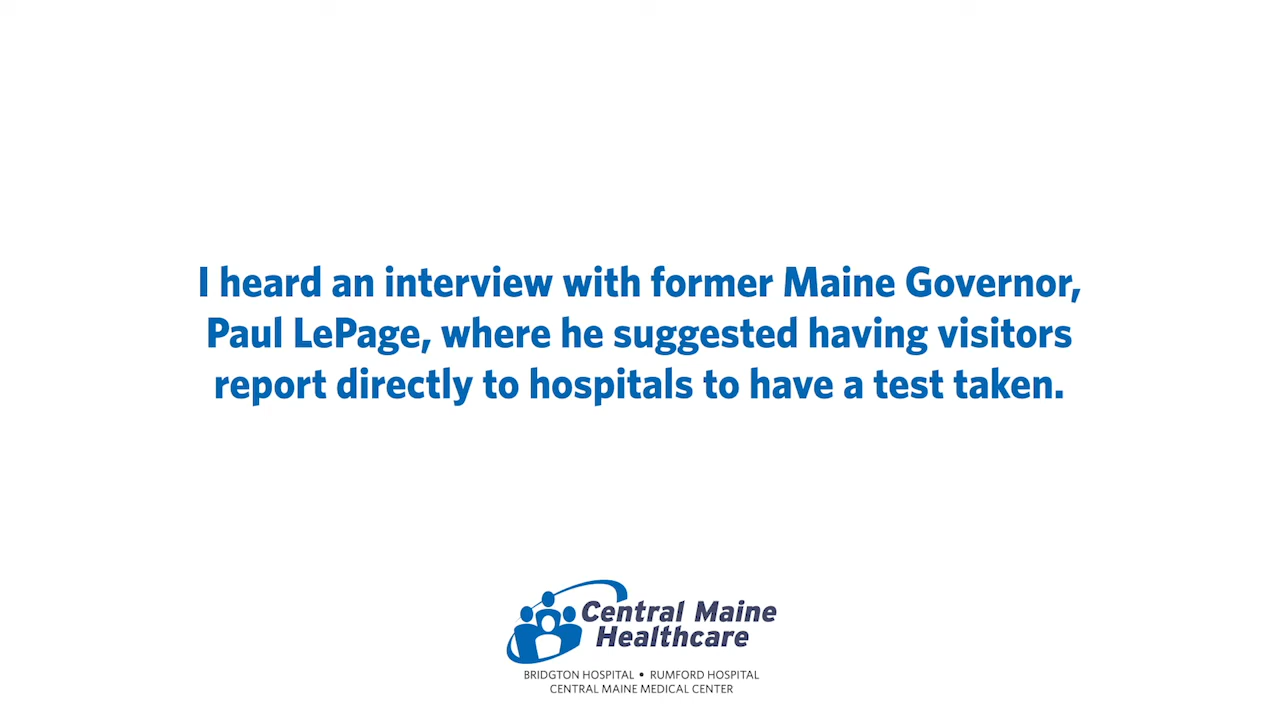 I heard an interview with former Maine Governor,
Paul LePage, where he suggested having visitors
report directly to hospitals to have a test taken.
Central Maine
Healthcare
BRIDGTON HOSPITAL • RUMFORD HOSPITAL
CENTRAL MAINE MEDICAL CENTER